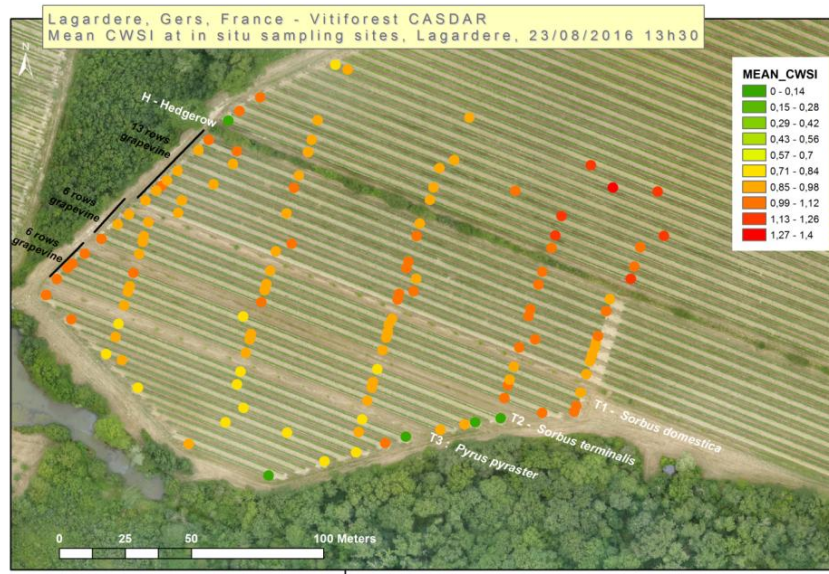 Lagardere, Gers, France - Vitiforest CASDAR
Mean CWSI at in situ sampling sites, Lagardere, 23/08/2016 13h30
N
MEAN_CWSI
0 - 0,14
0,15 - 0,28
0,29 - 0,42
0,43 - 0,56
0,57 - 0,7
0,71 - 0,84
0,85 - 0,98
0,99 - 1,12
1,13 - 1,26
1,27 - 1,4
H - Hedgerow
13 rows
grapevine
6 rows
grapevine
6 rows
grapevine
T1 - Sorbus domestica
T2 - Sorbus terminalis
T3 : Pyrus pyraster
0 25 50 100 Meters